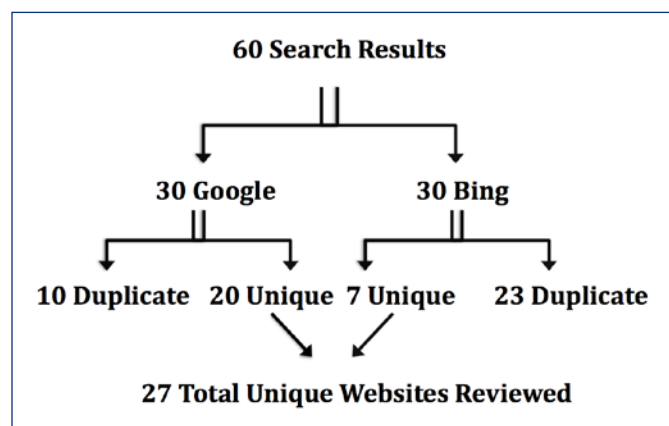 60 Search Results
30 Google 30 Bing
10 Duplicate 20 Unique 7 Unique 23 Duplicate
27 Total Unique Websites Reviewed